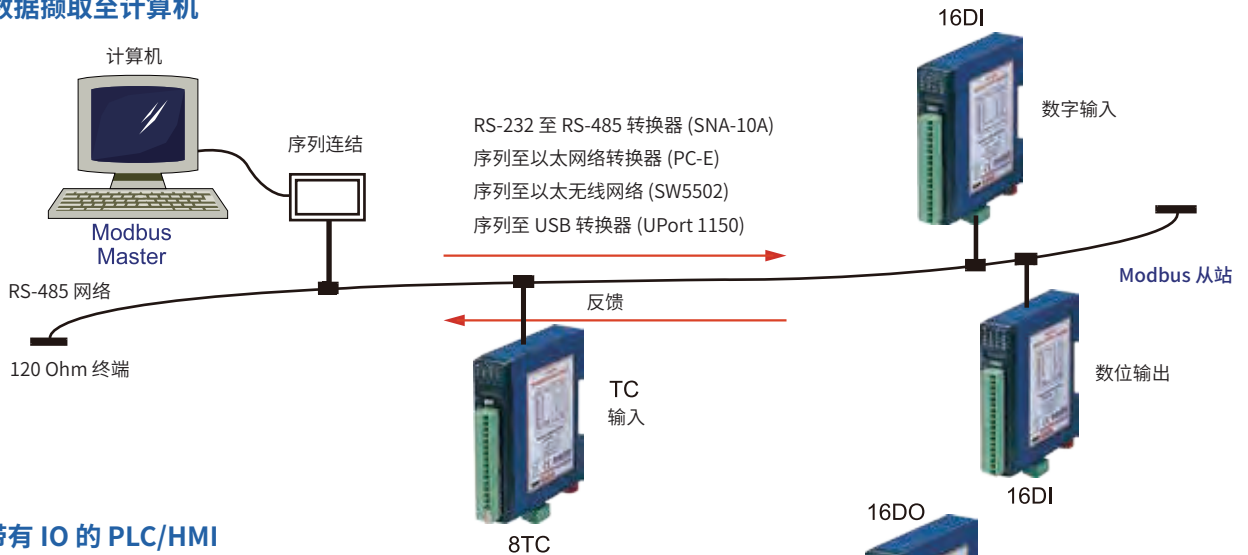 数据撷取至计算机
16DI
计算机
数字输入
RS-232 至 RS-485 转换器 (SNA-10A)
序列连结
序列至以太网络转换器 (PC-E)
序列至以太无线网络 (SW5502)
序列至 USB 转换器 (UPort 1150)
Modbus
Master
Modbus 从站
RS-485 网络
反馈
120 Ohm 终端
数位输出
TC
输入
16DI
16DO
带有 IO 的 PLC/HMI
8TC